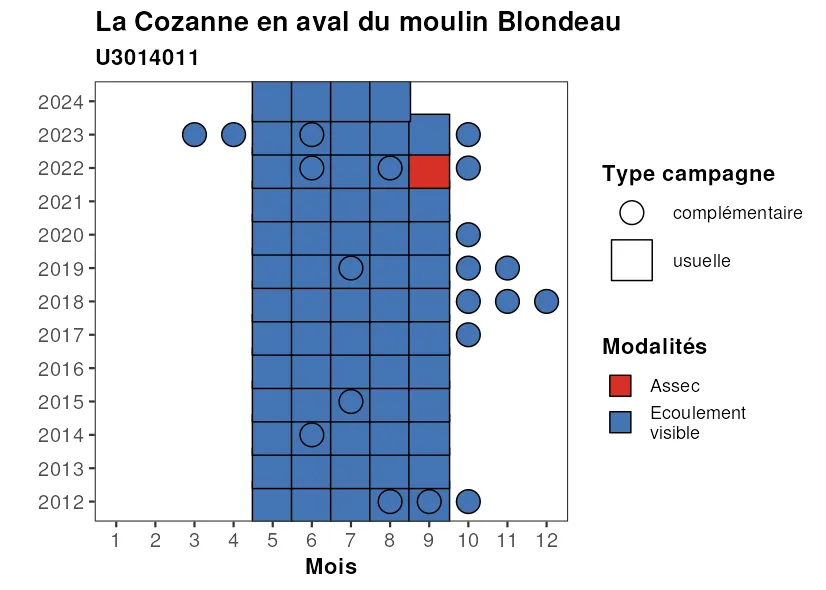 La Cozanne en aval du moulin Blondeau
U3014011
2024
2023
2022
2021
2020
2019
2018
2017
2016
2015
2014
2013
2012
1 2 3 4 5 6 7 8 9 10 11 12
Mois
Type campagne
complémentaire
usuelle
Modalités
Assec
Ecoulement
visible